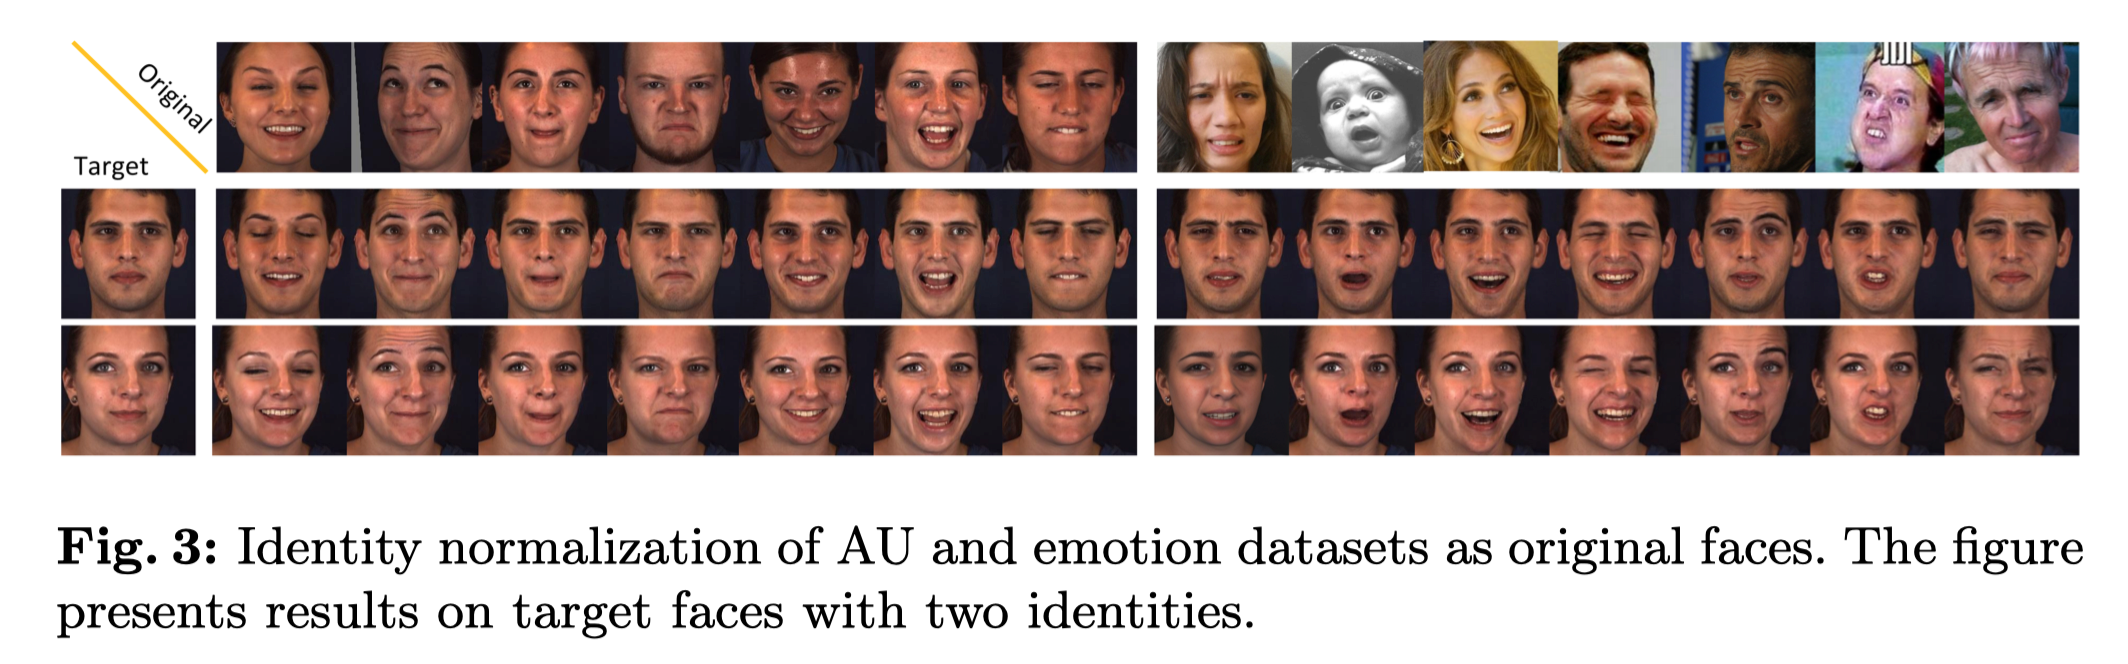 Original
Target
Fig. 3: Identity normalization of AU and emotion datasets as original faces. The figure
presents results on target faces with two identities.